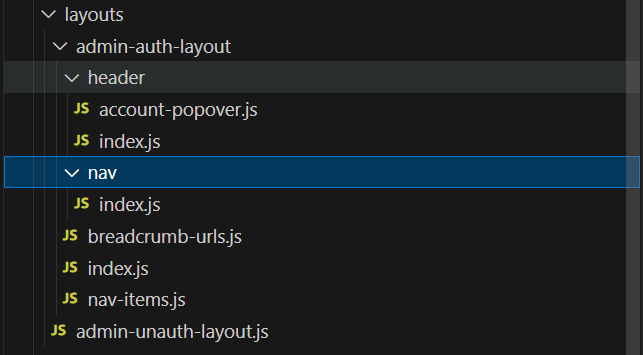 layouts
admin-auth-layout
header
JS account-popover.js
JS index.js
nav
JS index.js
JS breadcrumb-urls.js
JS index.js
JS nav-items.js
JS admin-unauth-layout.js